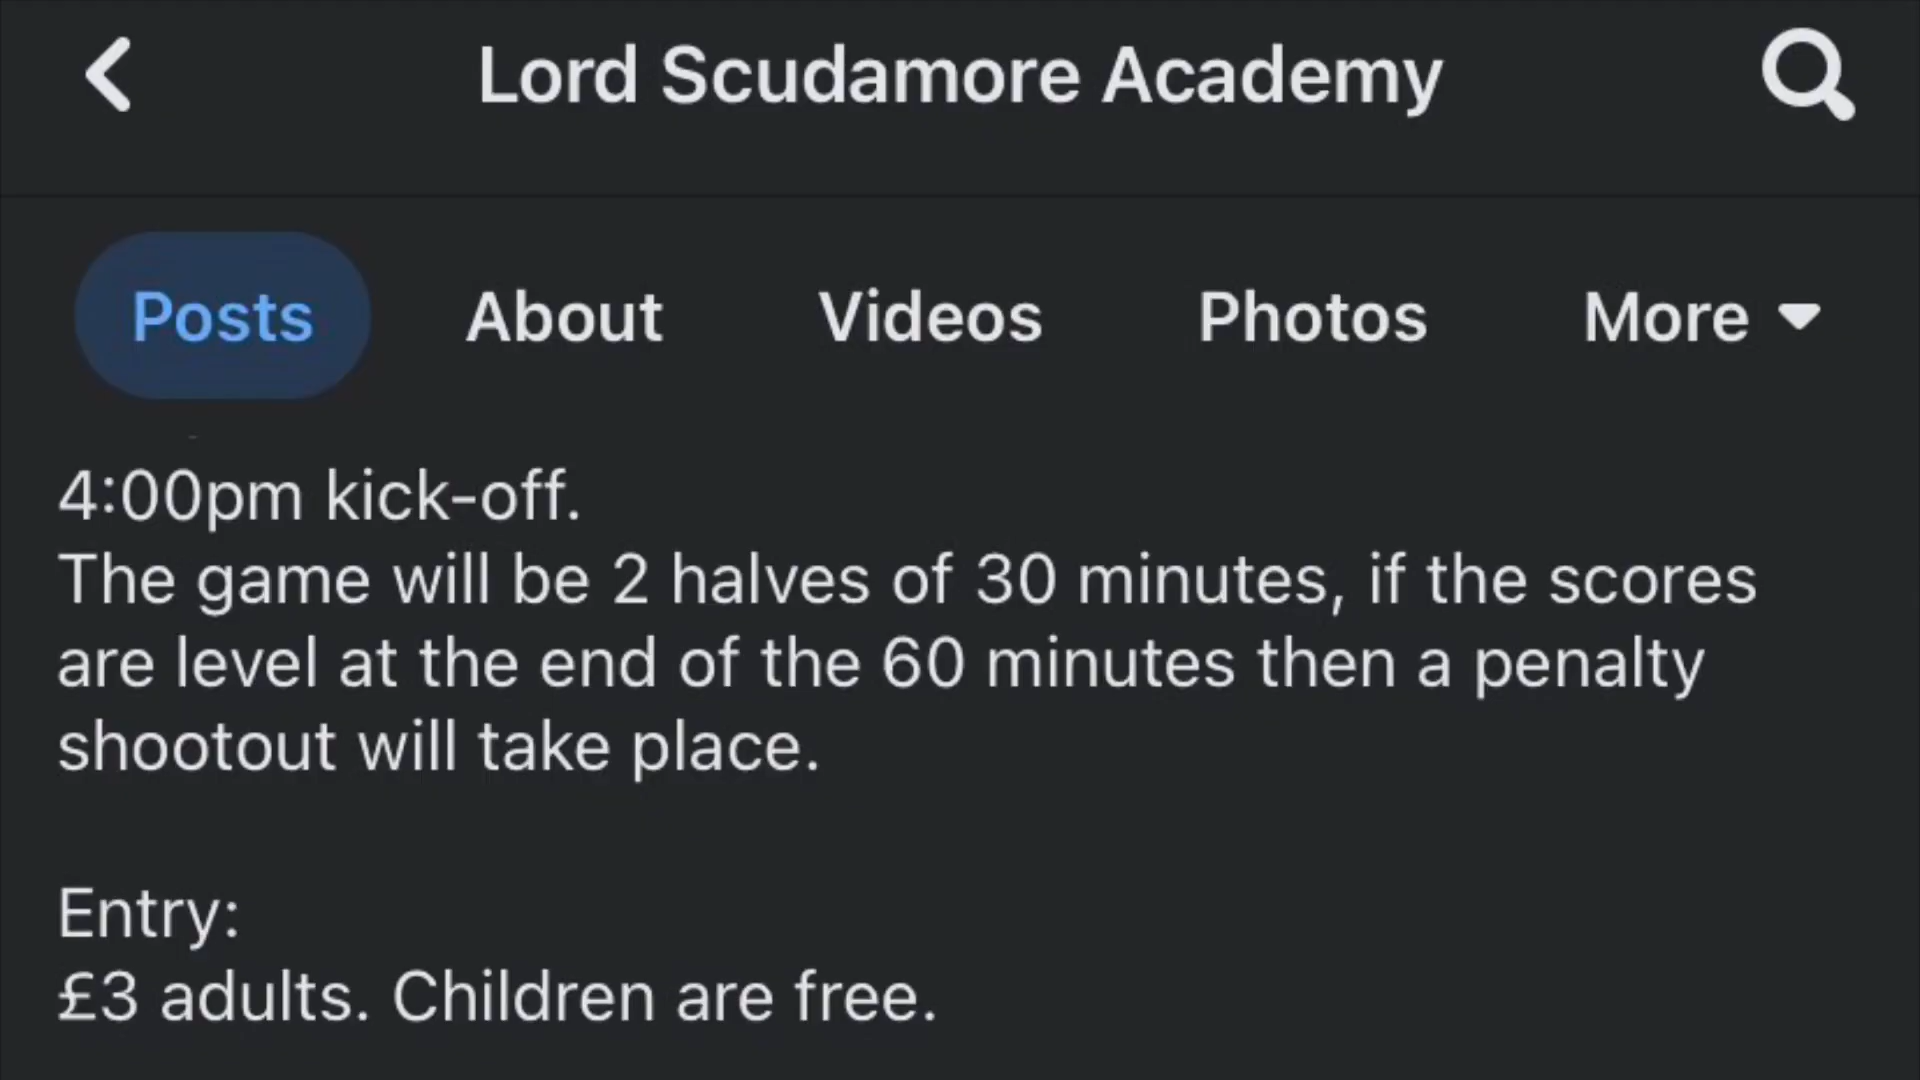 Lord Scudamore Academy
Posts About Videos Photos More
4:00pm kick-off.
The game will be 2 halves of 30 minutes, if the scores
are level at the end of the 60 minutes then a penalty
shootout will take place.
Entry:
£3 adults. Children are free.